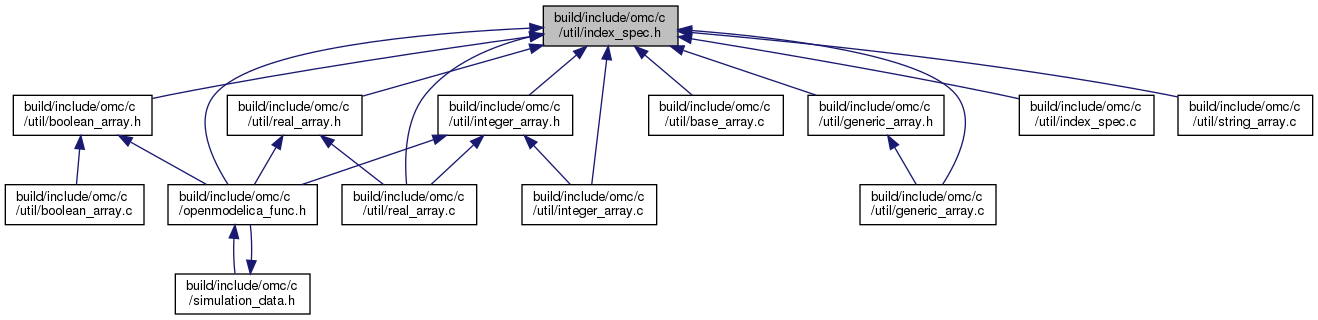 build/include/omc/c
/util/index_spec.h
build/include/omc/c
/util/boolean_array.h
build/include/omc/c
/util/real_array.h
build/include/omc/c
/util/integer_array.h
build/include/omc/c
/util/base_array.c
build/include/omc/c
/util/generic_array.h
build/include/omc/c
/util/index_spec.c
build/include/omc/c
/util/string_array.c
build/include/omc/c
/util/boolean_array.c
build/include/omc/c
/openmodelica_func.h
build/include/omc/c
/util/real_array.c
build/include/omc/c
/util/integer_array.c
build/include/omc/c
/util/generic_array.c
build/include/omc/c
/simulation_data.h